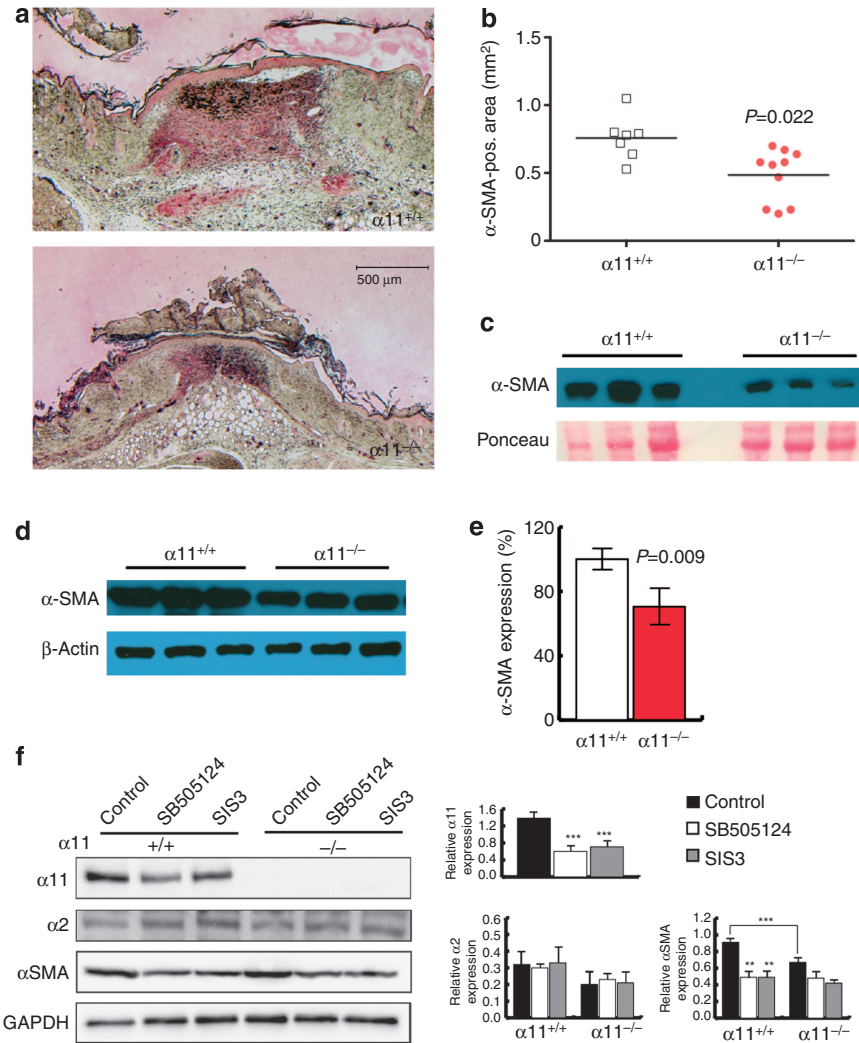 a
α11+/+
500 μm
α11–/–
b
α-SMA-pos. area (mm2)
1.5
1.0
0.5
0
P=0.022
α11+/+
α11–/–
c
α11+/+
α11–/–
α-SMA
Ponceau
d
α11+/+
α11–/–
α-SMA
β-Actin
e
α-SMA expression (%)
120
80
40
0
P=0.009
α11+/+
α11–/–
f
Control
SB505124
SIS3
Control
SB505124
SIS3
α11
+/+
–/–
α11
α2
αSMA
GAPDH
Relative α11
expression
1.6
1.2
0.8
0.4
0.0
***
***
Control
SB505124
SIS3
Relative α2
expression
0.6
0.5
0.4
0.3
0.2
0.1
0.0
α11+/+
α11–/–
Relative αSMA
expression
1.2
1.0
0.8
0.6
0.4
0.2
0.0
***
**
**
α11+/+
α11–/–